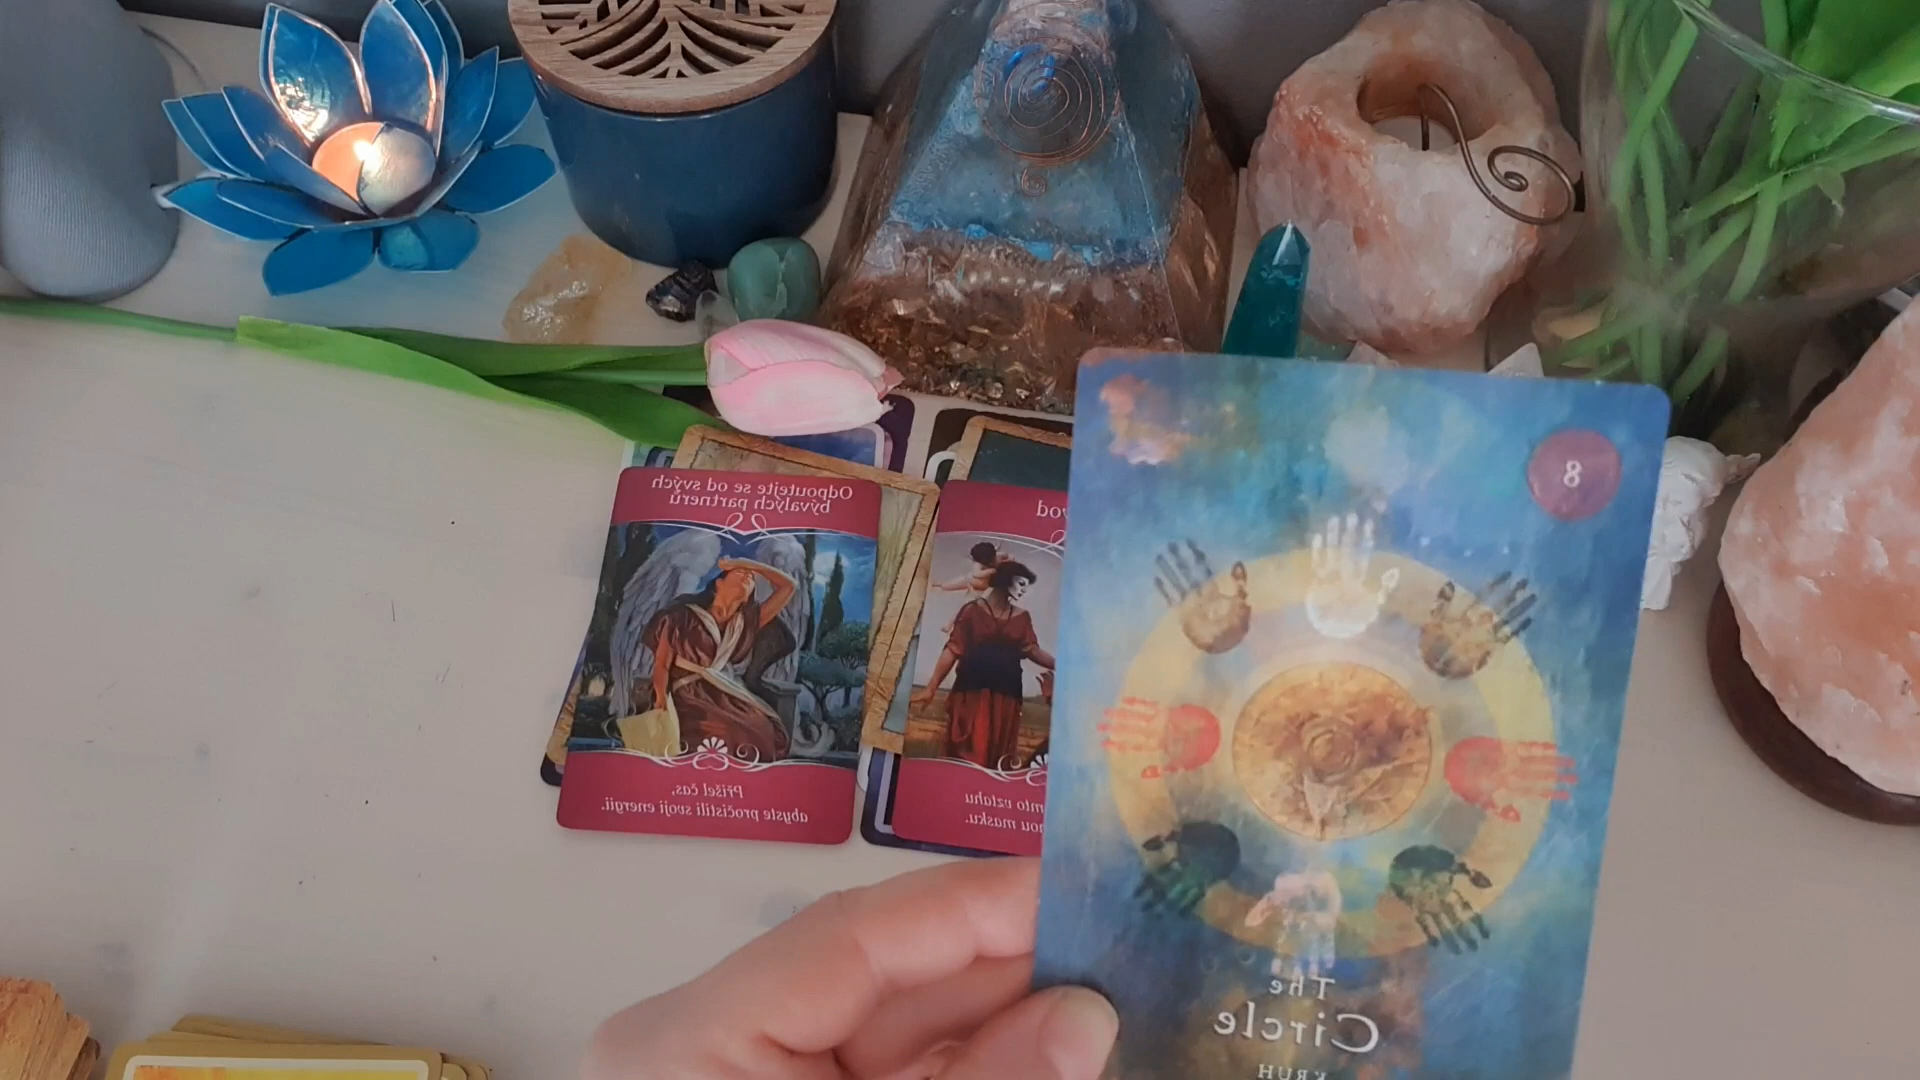 Odpoutejte se od svých
bývalých partnerů
Přišel čas,
abyste pročistili svoji energii.
vod
mto vztahu
nou masku.
8
The
Circle
KRUH